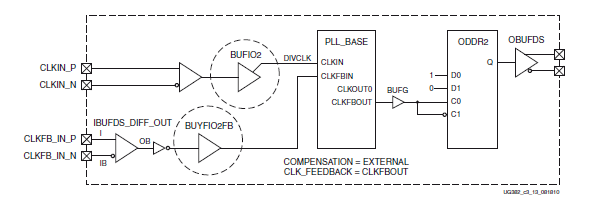 PLL_BASE
ODDR2
OBUFDS
BUFIO2
DIVCLK
CLKIN
Q
CLKIN_P
CLKIN_N
CLKFBIN
1
D0
CLKOUT0
BUFG
0
D1
CLKFBOUT
C0
C1
IBUFDS_DIFF_OUT
BUYFIO2FB
CLKFB_IN_P
I
OB
CLKFB_IN_N
IB
COMPENSATION = EXTERNAL
CLK_FEEDBACK = CLKFBOUT
UG382_c3_13_081810